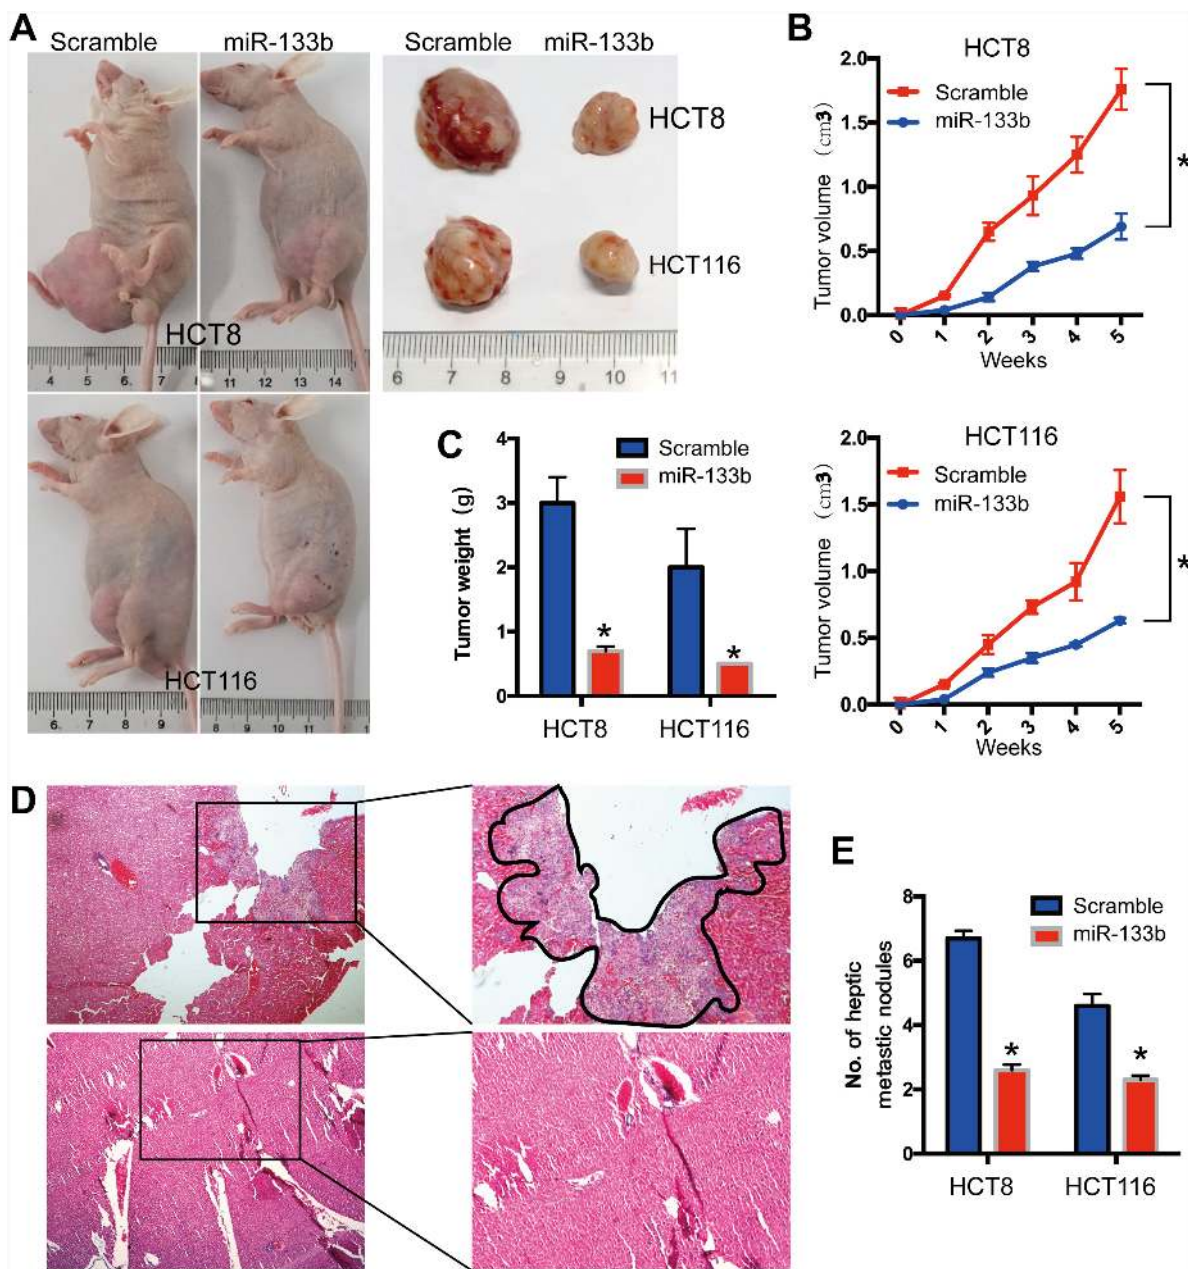 A
Scramble
miR-133b
HCT8
4 5 6 7 8
11 12 13 14
HCT116
6 7 8 9
8 9 10 11 1
Scramble
miR-133b
HCT8
HCT116
6 7 8 9 10 11
B
HCT8
Scramble
miR-133b
Tumor volume (cm3)
2.0
1.5
1.0
0.5
0.0
0 1 2 3 4 5
Weeks
*
HCT116
Scramble
miR-133b
Tumor volume (cm3)
2.0
1.5
1.0
0.5
0.0
0 1 2 3 4 5
Weeks
*
C
Scramble
miR-133b
Tumor weight (g)
4
3
2
1
0
*
*
HCT8
HCT116
D
E
Scramble
miR-133b
No. of heptic
metastic nodules
8
6
4
2
0
*
*
HCT8
HCT116